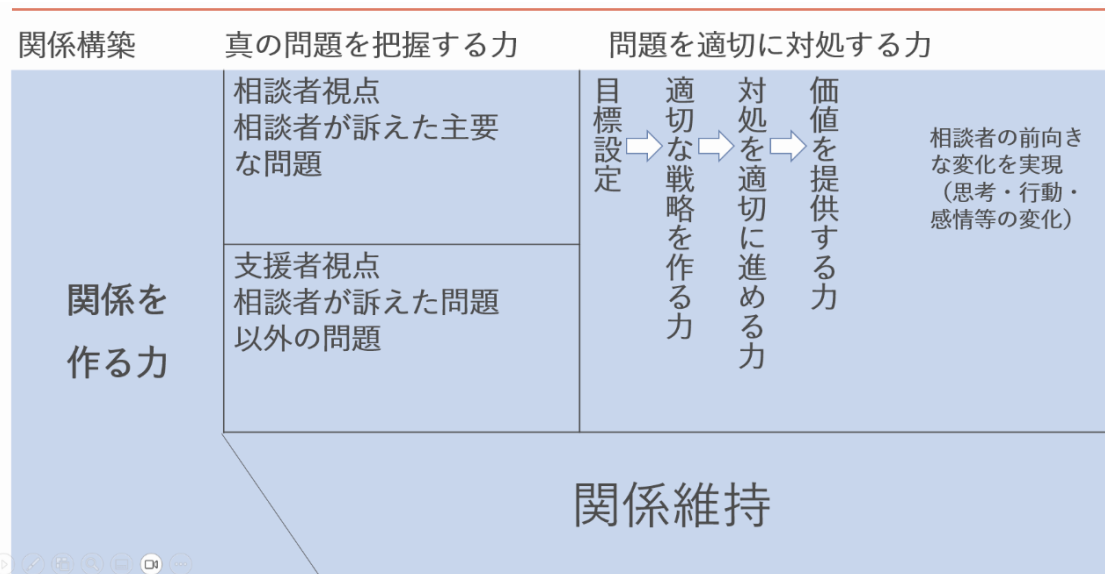 関係構築
真の問題を把握する力
問題を適切に対処する力
関係を
作る力
相談者視点
相談者が訴えた主要
な問題
支援者視点
相談者が訴えた問題
以外の問題
目標設定
適切な戦略を作る力
対処を適切に進める力
価値を提供する力
相談者の前向き
な変化を実現
（思考・行動・
感情等の変化）
関係維持